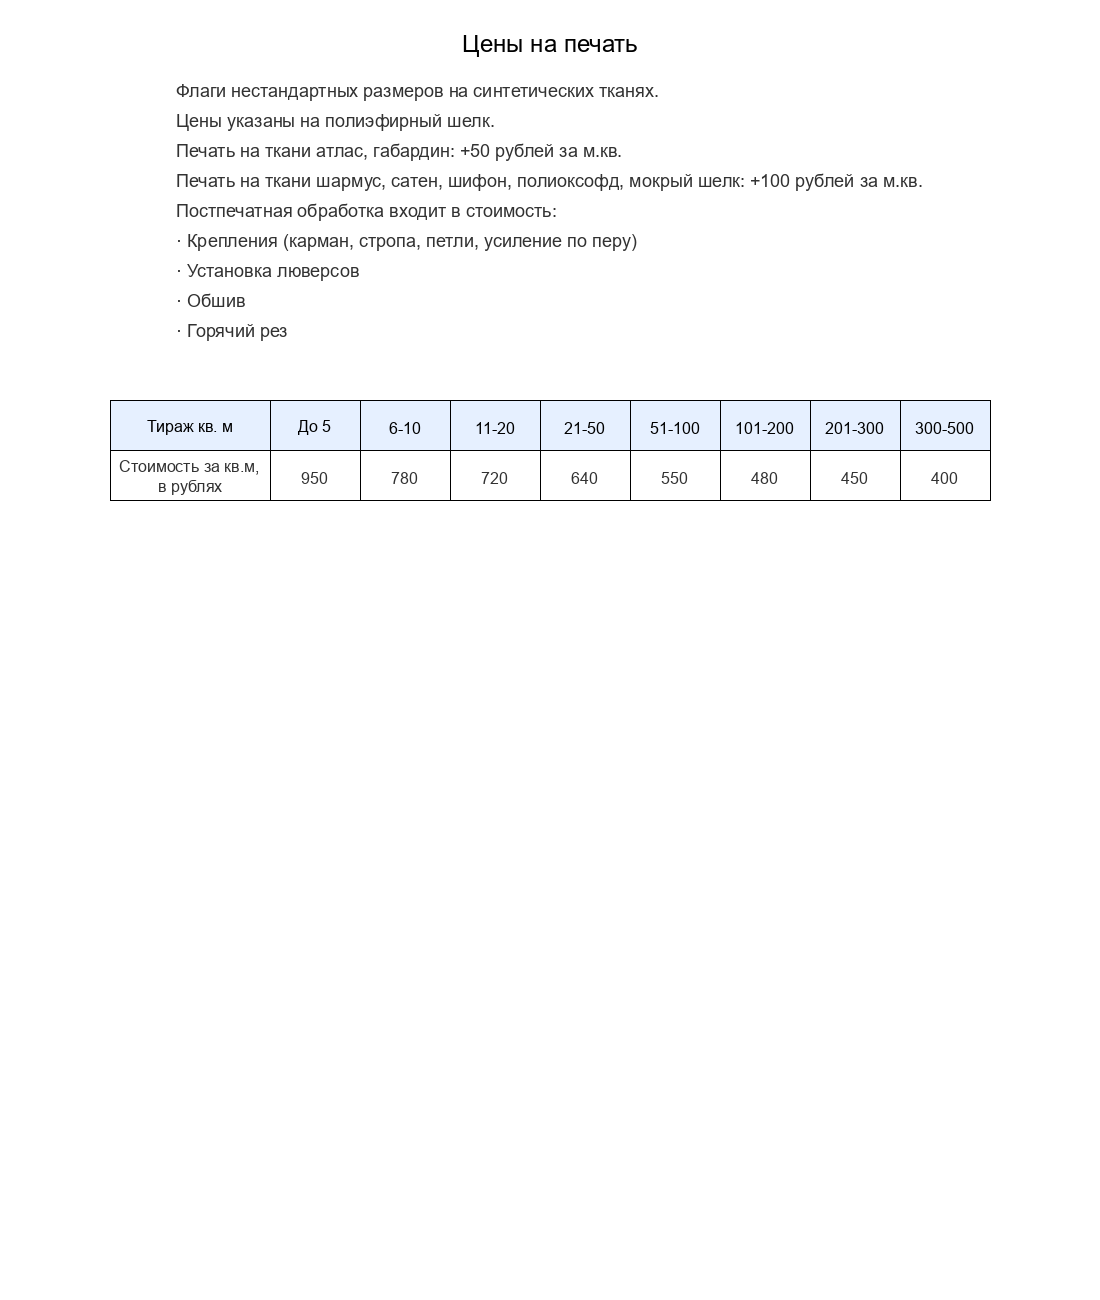 Цены на печать
Флаги нестандартных размеров на синтетических тканях.
Цены указаны на полиэфирный шелк.
Печать на ткани атлас, габардин: +50 рублей за м.кв.
Печать на ткани шармус, сатен, шифон, полиоксофд, мокрый шелк: +100 рублей за м.кв.
Постпечатная обработка входит в стоимость:
· Крепления (карман, стропа, петли, усиление по перу)
· Установка люверсов
· Обшив
· Горячий рез
Тираж кв. м До 5 6-10 11-20 21-50 51-100 101-200 201-300 300-500
Стоимость за кв.м,
в рублях 950 780 720 640 550 480 450 400